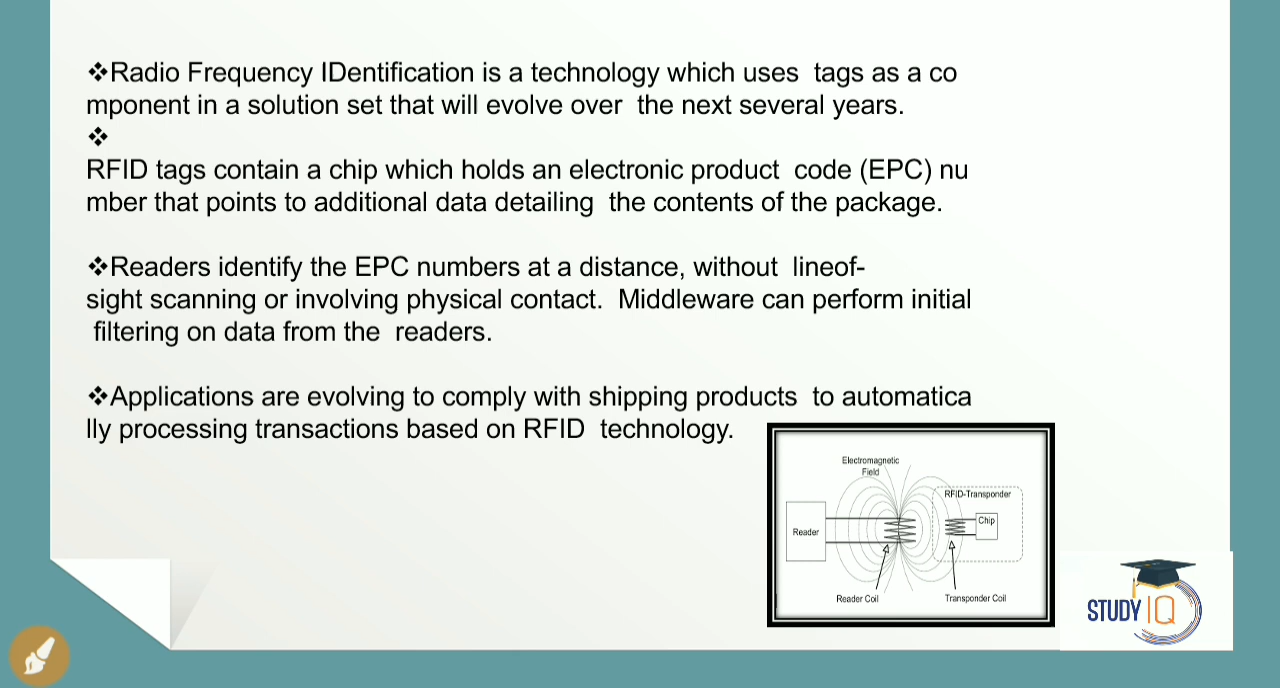 ❖Radio Frequency IDentification is a technology which uses  tags as a co
mponent in a solution set that will evolve over  the next several years.
❖
RFID tags contain a chip which holds an electronic product  code (EPC) nu
mber that points to additional data detailing  the contents of the package.
❖Readers identify the EPC numbers at a distance, without  lineof-
sight scanning or involving physical contact.  Middleware can perform initial
filtering on data from the  readers.
❖Applications are evolving to comply with shipping products  to automatica
lly processing transactions based on RFID  technology.
Electromagnetic
Field
RFID-Transponder
Chip
Reader
Reader Coil
Transponder Coil
STUDY IQ